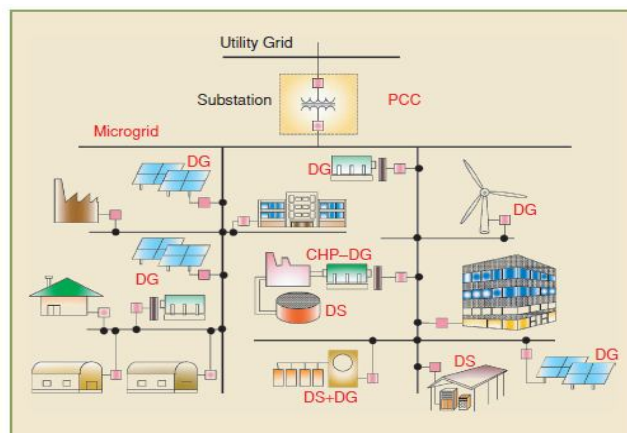 Utility Grid
Substation
PCC
Microgrid
DG
DG
DG
DG
CHP–DG
DS
DS
DG
DS+DG